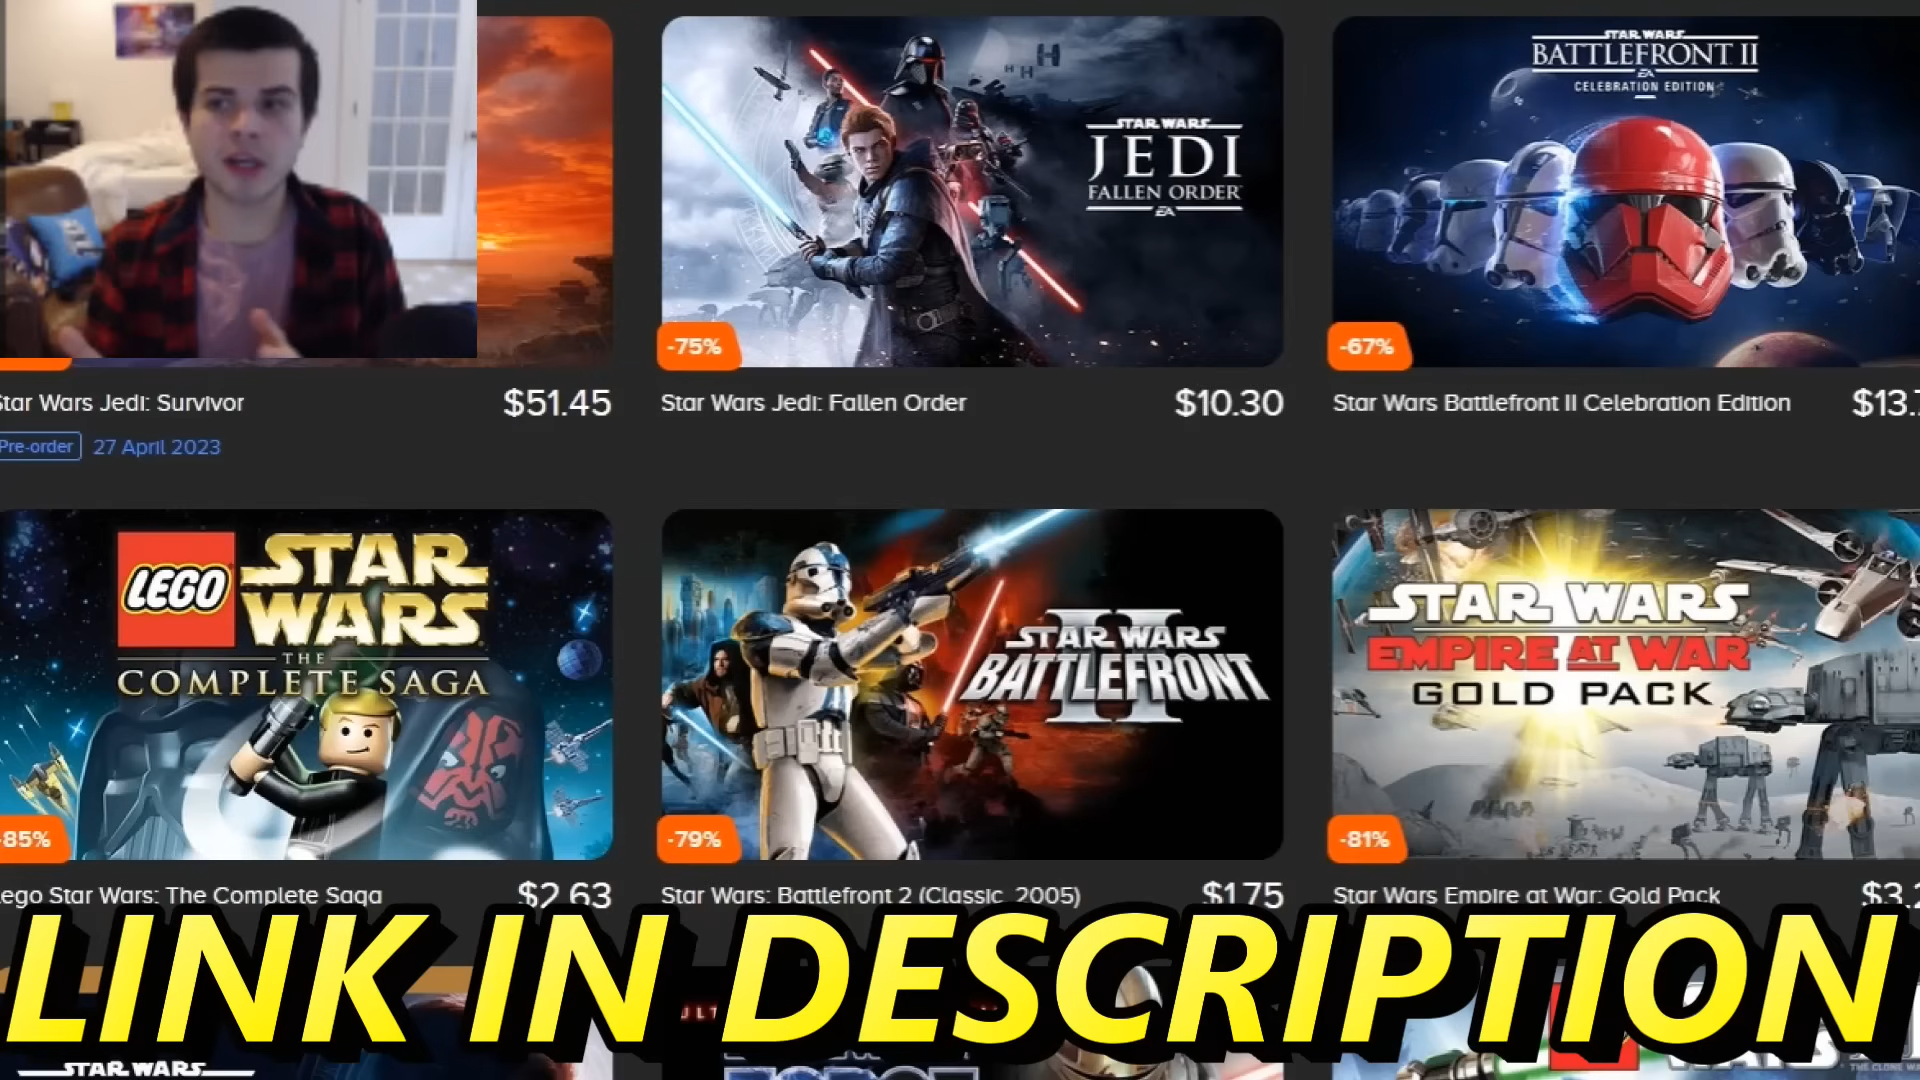 STAR WARS
JEDI
FALLEN ORDER
EA
STAR WARS
BATTLEFRONT II
EA
CELEBRATION EDITION
-75%
-67%
Star Wars Jedi: Survivor
$51.45
Star Wars Jedi: Fallen Order
$10.30
Star Wars Battlefront II Celebration Edition
$13.
Pre-order
27 April 2023
LEGO
STAR
WARS
THE
COMPLETE SAGA
STAR WARS
BATTLEFRONT
II
STAR WARS
EMPIRE AT WAR
GOLD PACK
-85%
-79%
-81%
ego Star Wars: The Complete Saga
$2.63
Star Wars: Battlefront 2 (Classic, 2005)
$1.75
Star Wars Empire at War: Gold Pack
$3.
LINK IN DESCRIPTION
STAR WARS